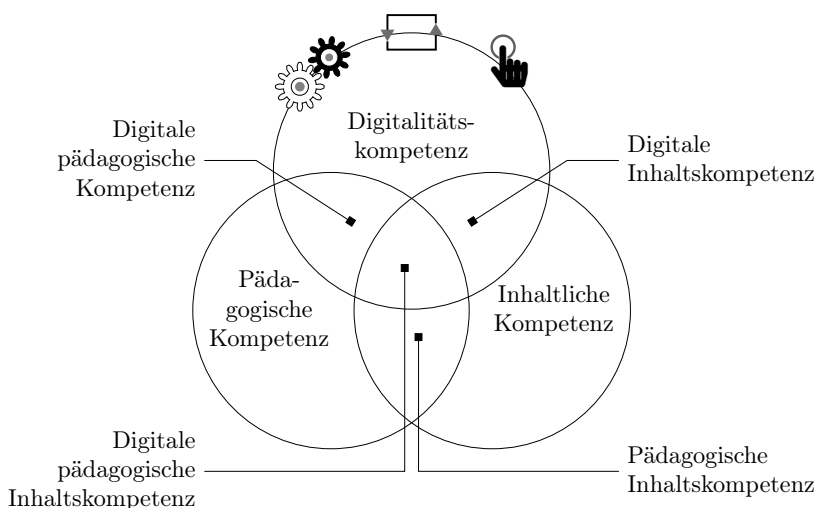 Digitalitäts-
kompetenz
Digitale
pädagogische
Kompetenz
Digitale
Inhaltskompetenz
Päda-
gogische
Kompetenz
Inhaltliche
Kompetenz
Digitale
pädagogische
Inhaltskompetenz
Pädagogische
Inhaltskompetenz